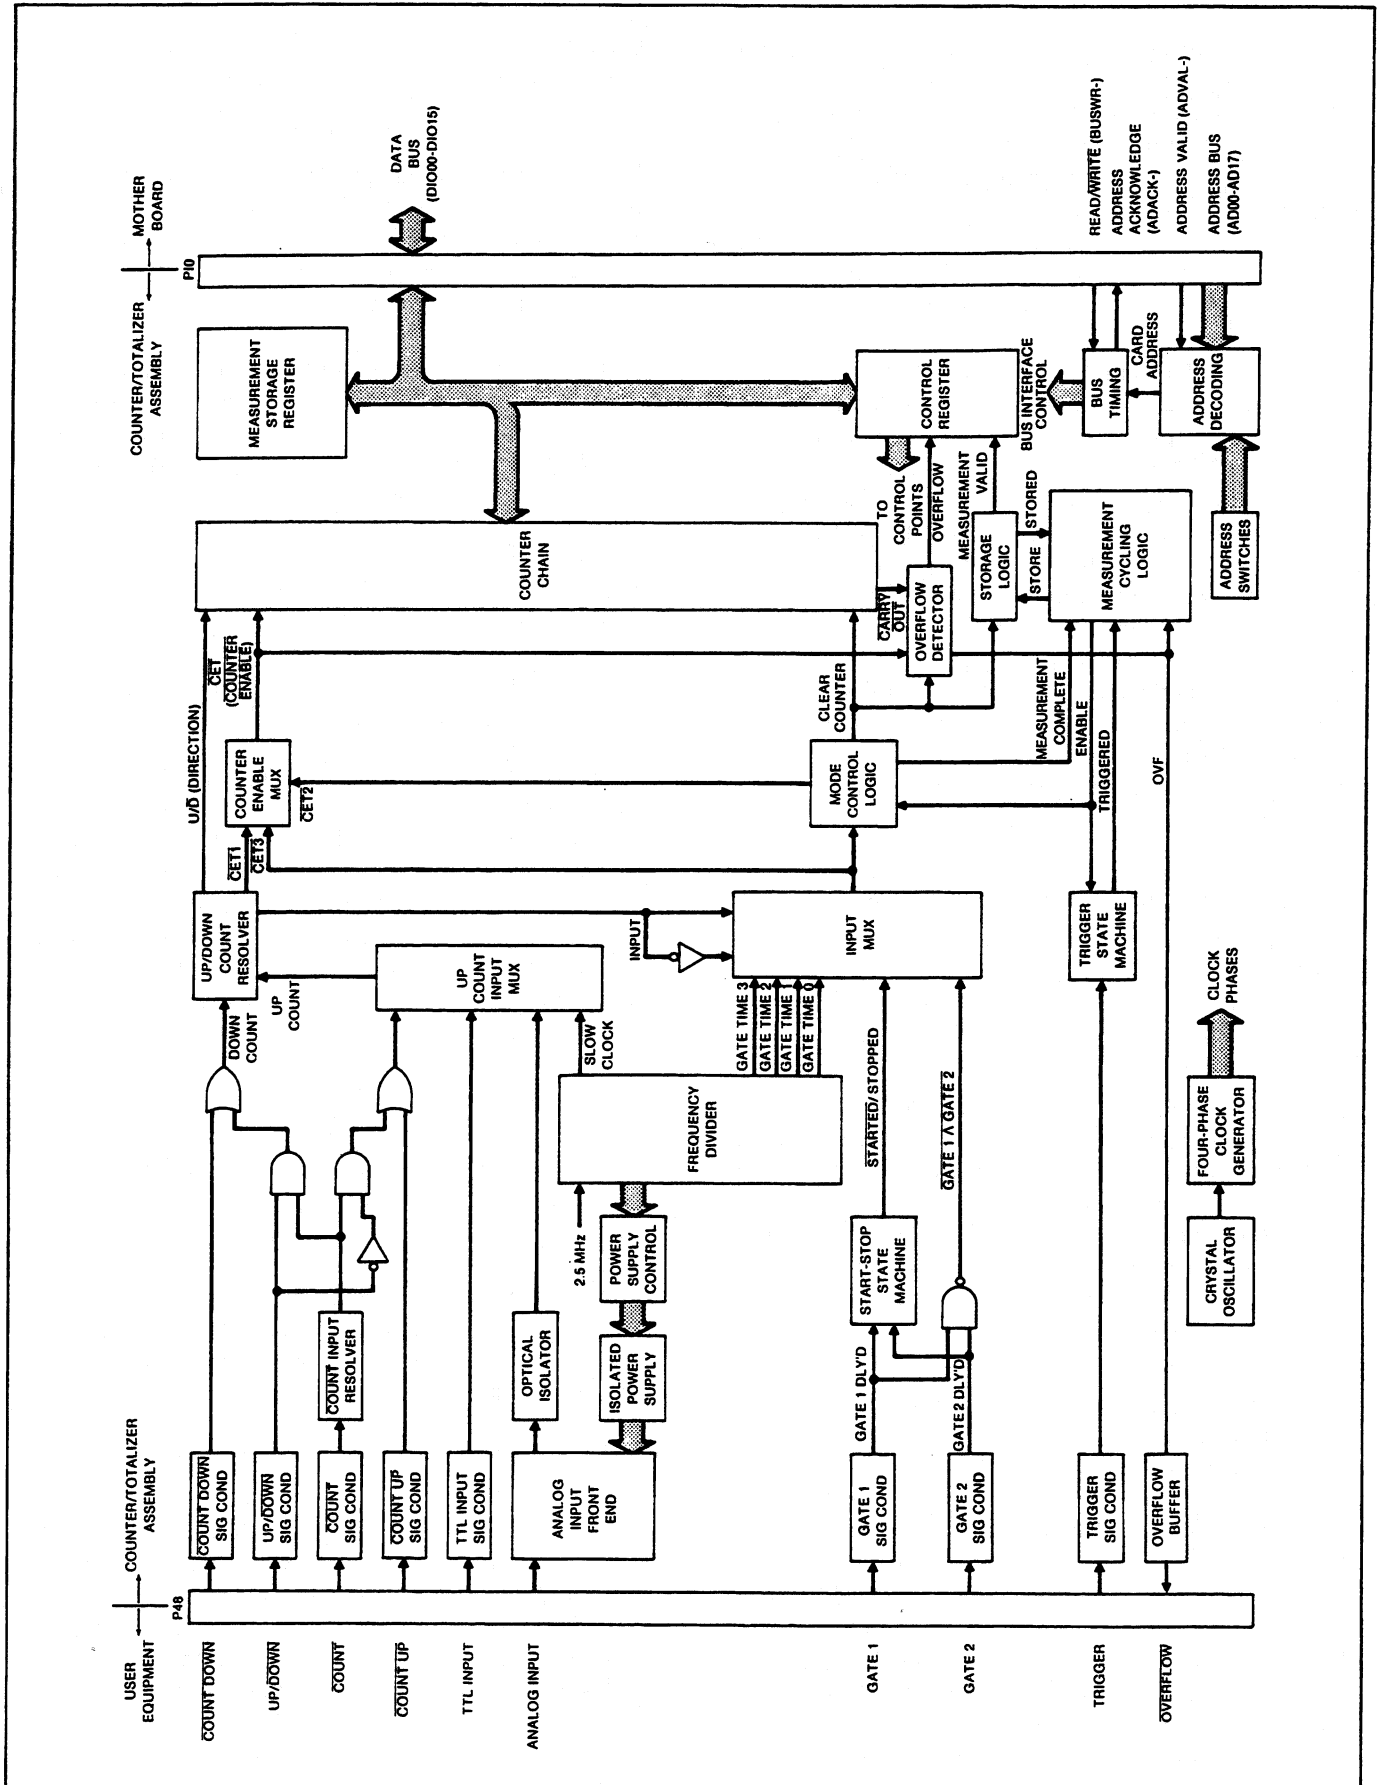 USER
EQUIPMENT
COUNTER/TOTALIZER
ASSEMBLY
P48
COUNT DOWN
UP/DOWN
COUNT
COUNT UP
TTL INPUT
ANALOG INPUT
GATE 1
GATE 2
TRIGGER
OVERFLOW
COUNT DOWN
SIG COND
UP/DOWN
SIG COND
COUNT
SIG COND
COUNT UP
SIG COND
TTL INPUT
SIG COND
ANALOG
INPUT
FRONT
END
GATE 1
SIG COND
GATE 2
SIG COND
TRIGGER
SIG COND
OVERFLOW
BUFFER
COUNT INPUT
RESOLVER
OPTICAL
ISOLATOR
ISOLATED
POWER
SUPPLY
POWER
SUPPLY
CONTROL
2.5 MHz
GATE 1 DLY'D
GATE 2 DLY'D
START-STOP
STATE
MACHINE
CRYSTAL
OSCILLATOR
FOUR-PHASE
CLOCK
GENERATOR
CLOCK
PHASES
FREQUENCY
DIVIDER
STARTED/STOPPED
GATE 1 Λ GATE 2
DOWN
COUNT
UP
COUNT
SLOW
CLOCK
GATE TIME 3
GATE TIME 2
GATE TIME 1
GATE TIME 0
UP/DOWN
COUNT
RESOLVER
UP
COUNT
INPUT
MUX
INPUT
INPUT
MUX
TRIGGER
STATE
MACHINE
U/D (DIRECTION)
CET1
CET3
COUNTER
ENABLE
MUX
CET2
CET
(COUNTER
ENABLE)
MODE
CONTROL
LOGIC
CLEAR
COUNTER
MEASUREMENT
COMPLETE
ENABLE
TRIGGERED
OVF
COUNTER
CHAIN
CARRY
OUT
OVERFLOW
DETECTOR
STORAGE
LOGIC
STORE
STORED
MEASUREMENT
CYCLING
LOGIC
ADDRESS
SWITCHES
TO
CONTROL
POINTS
OVERFLOW
MEASUREMENT
VALID
MEASUREMENT
STORAGE
REGISTER
CONTROL
REGISTER
BUS INTERFACE
CONTROL
BUS
TIMING
CARD
ADDRESS
ADDRESS
DECODING
COUNTER/TOTALIZER
ASSEMBLY
MOTHER
BOARD
P10
DATA
BUS
(DIO00-DIO15)
READ/WRITE (BUSWR-)
ADDRESS
ACKNOWLEDGE
(ADACK-)
ADDRESS VALID (ADVAL-)
ADDRESS BUS
(AD00-AD17)